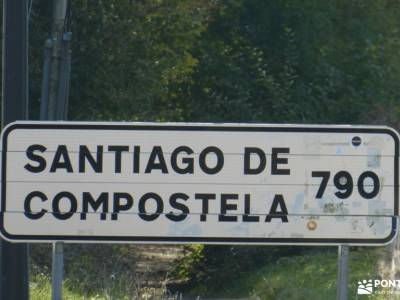 SANTIAGO DE
COMPOSTELA
790
PONT